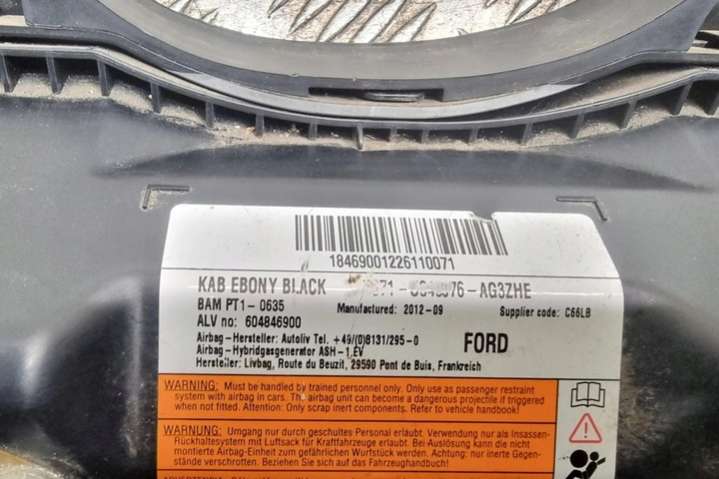 18469001226110071
KAB EBONY BLACK -AG3ZHE
BAM PT1-0635 Manufactured: 2012-09 Supplier code: C66LB
ALV no: 604846900
Airbag-Hersteller: Autoliv Tel. +49/(0)8131/295-0 FORD
Airbag-Hybridgasgenerator ASH-1,EV
Hersteller: Livbag, Route du Beuzit, 29590 Pont de Buis, Frankreich
WARNING: Must be handled by trained personnel only. Only use as passenger restraint
system with airbag in cars. The airbag unit can become a dangerous projectile if triggered
when not fitted. Attention: Only scrap inert components. Refer to vehicle handbook!
WARNUNG: Umgang nur durch geschultes Personal erlaubt. Verwendung nur als Insassen-
Rückhaltesystem mit Luftsack für Kraftfahrzeuge erlaubt. Bei Auslösung kann die nicht
montierte Airbag-Einheit zum gefährlichen Wurfstück werden. Achtung: nur inerte Gegen-
stände verschrotten. Beziehen Sie sich auf das Fahrzeughandbuch!